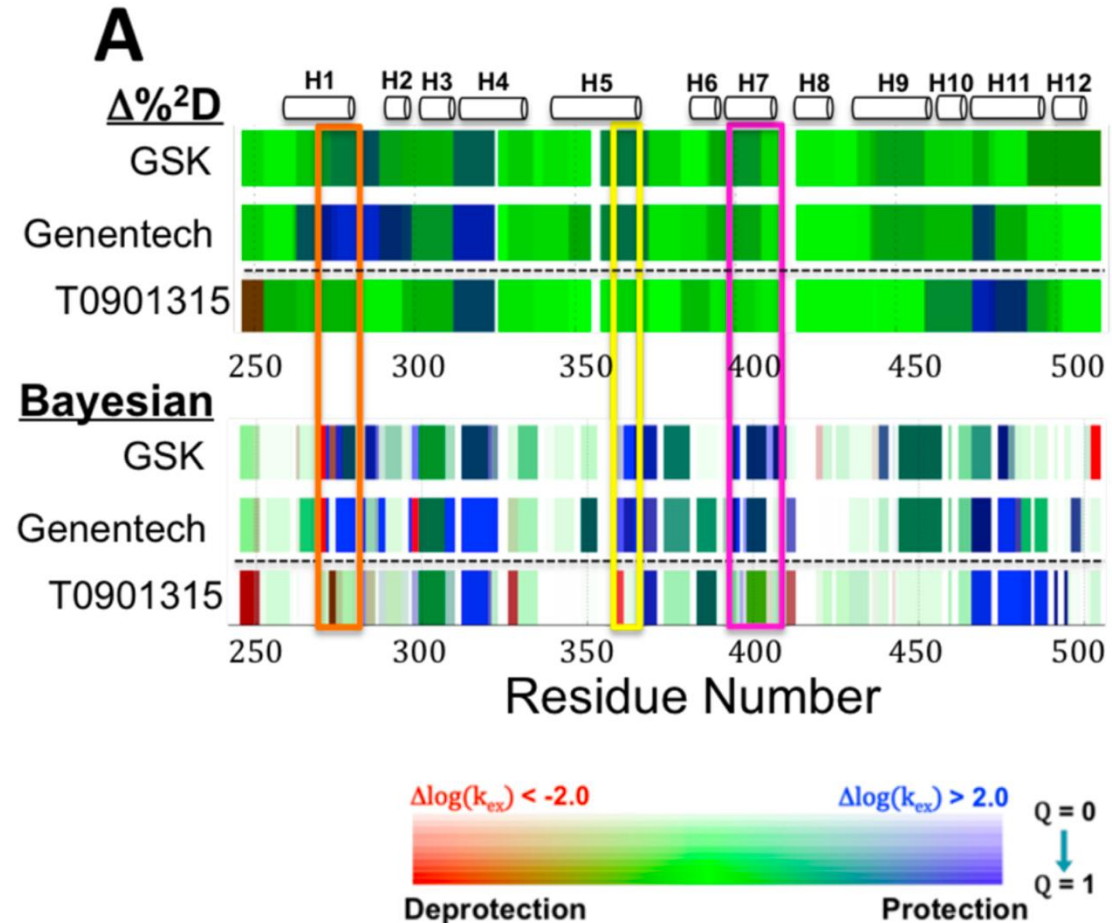 A
H1 H2 H3 H4 H5 H6 H7 H8 H9 H10 H11 H12
Δ%²D
GSK
Genentech
T0901315
250 300 350 400 450 500
Bayesian
GSK
Genentech
T0901315
250 300 350 400 450 500
Residue Number
Δlog(kₑₓ) < -2.0 Δlog(kₑₓ) > 2.0 Q = 0
Q = 1
Deprotection Protection